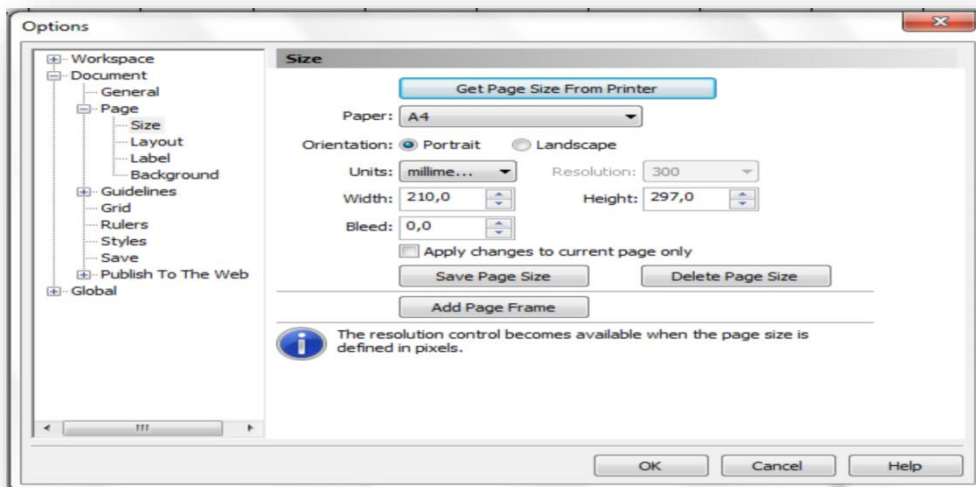 Options
Workspace
Document
General
Page
Size
Layout
Label
Background
Guidelines
Grid
Rulers
Styles
Save
Publish To The Web
Global
Size
Get Page Size From Printer
Paper: A4
Orientation: Portrait Landscape
Units: millime... Resolution: 300
Width: 210,0 Height: 297,0
Bleed: 0,0
Apply changes to current page only
Save Page Size Delete Page Size
Add Page Frame
The resolution control becomes available when the page size is
defined in pixels.
OK Cancel Help